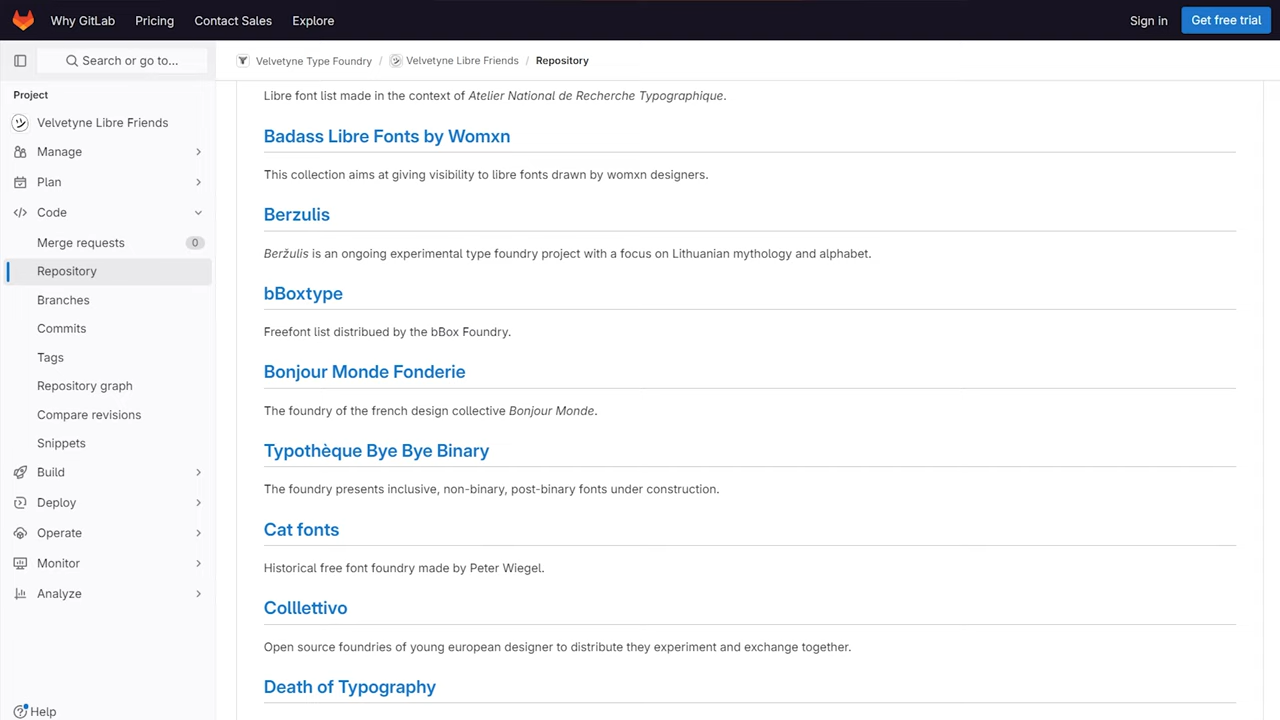 Why GitLab
Pricing
Contact Sales
Explore
Sign in
Get free trial
Search or go to...
Velvetyne Type Foundry / Velvetyne Libre Friends / Repository
Project
Velvetyne Libre Friends
Manage
Plan
Code
Merge requests 0
Repository
Branches
Commits
Tags
Repository graph
Compare revisions
Snippets
Build
Deploy
Operate
Monitor
Analyze
Help
Libre font list made in the context of Atelier National de Recherche Typographique.
Badass Libre Fonts by Womxn
This collection aims at giving visibility to libre fonts drawn by womxn designers.
Berzulis
Beržulis is an ongoing experimental type foundry project with a focus on Lithuanian mythology and alphabet.
bBoxtype
Freefont list distribued by the bBox Foundry.
Bonjour Monde Fonderie
The foundry of the french design collective Bonjour Monde.
Typothèque Bye Bye Binary
The foundry presents inclusive, non-binary, post-binary fonts under construction.
Cat fonts
Historical free font foundry made by Peter Wiegel.
Colllettivo
Open source foundries of young european designer to distribute they experiment and exchange together.
Death of Typography